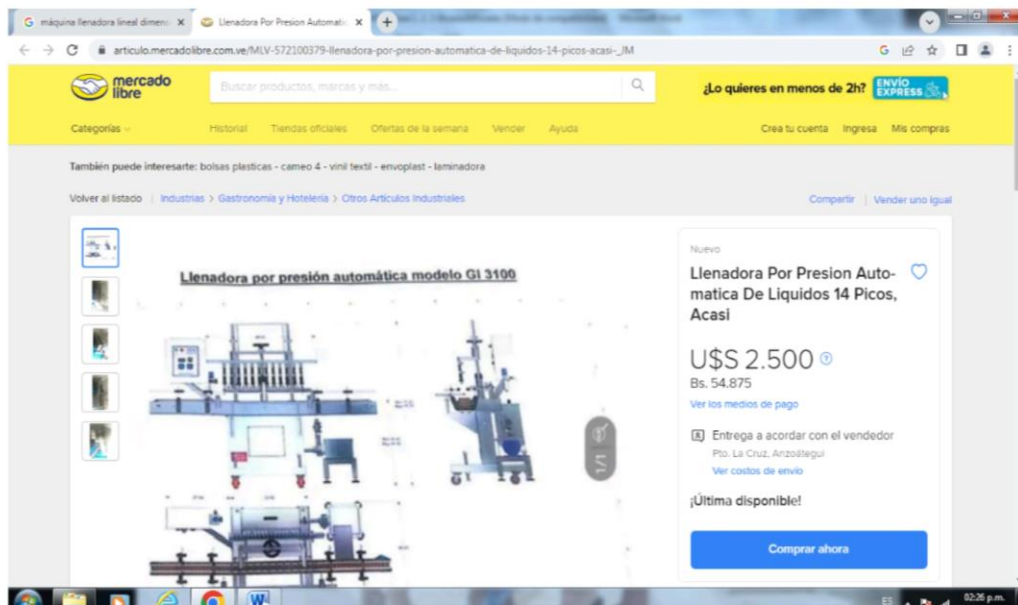 máquina llenadora lineal dimens
Llenadora Por Presion Automatic
articulo.mercadolibre.com.ve/MLV-572100379-llenadora-por-presion-automatica-de-liquidos-14-picos-acasi-_JM
mercado
libre
Buscar productos, marcas y más...
¿Lo quieres en menos de 2h?
ENVÍO
EXPRESS
Categorías
Historial
Tiendas oficiales
Ofertas de la semana
Vender
Ayuda
Crea tu cuenta
Ingresa
Mis compras
También puede interesarte: bolsas plasticas - cameo 4 - vinil textil - envoplast - laminadora
Volver al listado
Industrias > Gastronomía y Hotelería > Otros Artículos Industriales
Compartir
Vender uno igual
Llenadora por presión automática modelo GI 3100
1/1
Nuevo
Llenadora Por Presion Auto-
matica De Liquidos 14 Picos,
Acasi
U$S 2.500
Bs. 54.875
Ver los medios de pago
Entrega a acordar con el vendedor
Pto. La Cruz, Anzoátegui
Ver costos de envío
¡Última disponible!
Comprar ahora
ES
02:26 p.m.